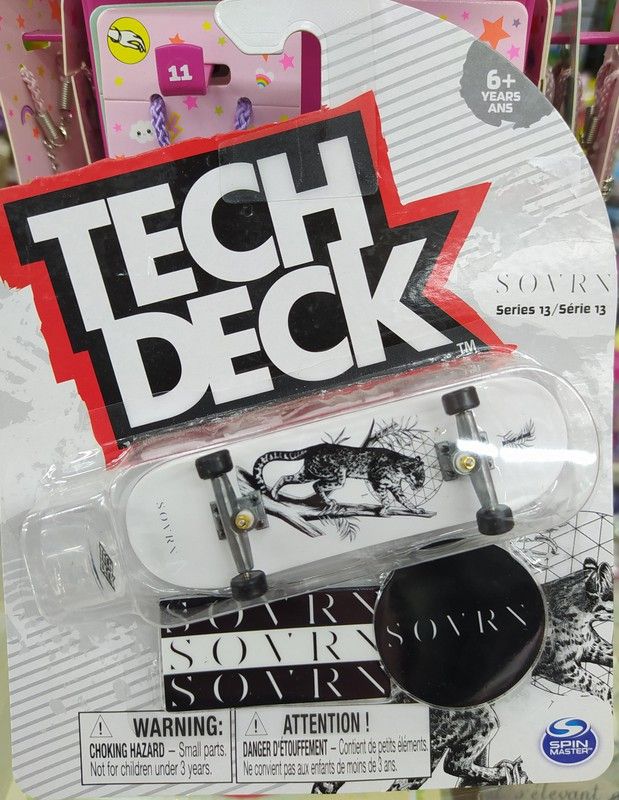 11
6+
YEARS
ANS
TECH
DECK
TM
SOVRN
Series 13/Série 13
SOVRN
SOVRN
SOVRN
SOVRN
SOVRN
WARNING:
CHOKING HAZARD – Small parts.
Not for children under 3 years.
ATTENTION !
DANGER D'ÉTOUFFEMENT – Contient de petits éléments.
Ne convient pas aux enfants de moins de 3 ans.
SPIN
MASTER™
elegant